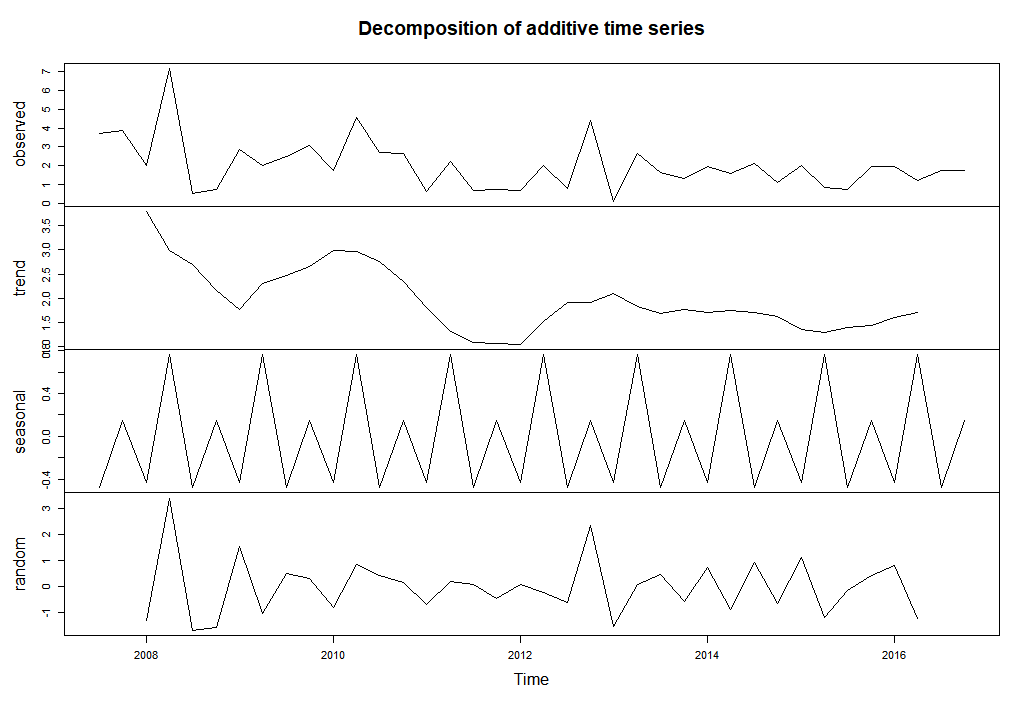 Decomposition of additive time series
observed
0 1 2 3 4 5 6 7
trend
1.5 2.0 2.5 3.0 3.5
seasonal
-0.4 0.0 0.4
random
-1 0 1 2 3
2008 2010 2012 2014 2016
Time